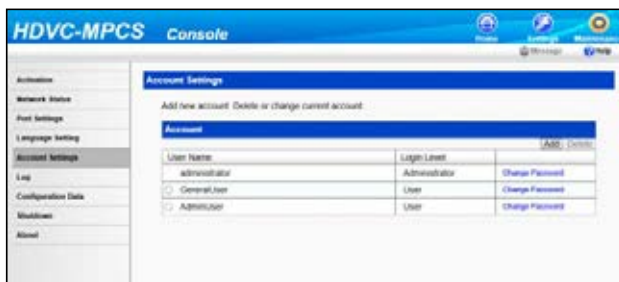 HDVC-MPCS Console
Home Settings Maintenance
Message Help
Activation
Network Status
Port Settings
Language Setting
Account Settings
Log
Configuration Data
Shutdown
About
Account Settings
Add new account. Delete or change current account.
Account
Add Delete
User Name Login Level
administrator Administrator Change Password
GeneralUser User Change Password
AdminUser User Change Password